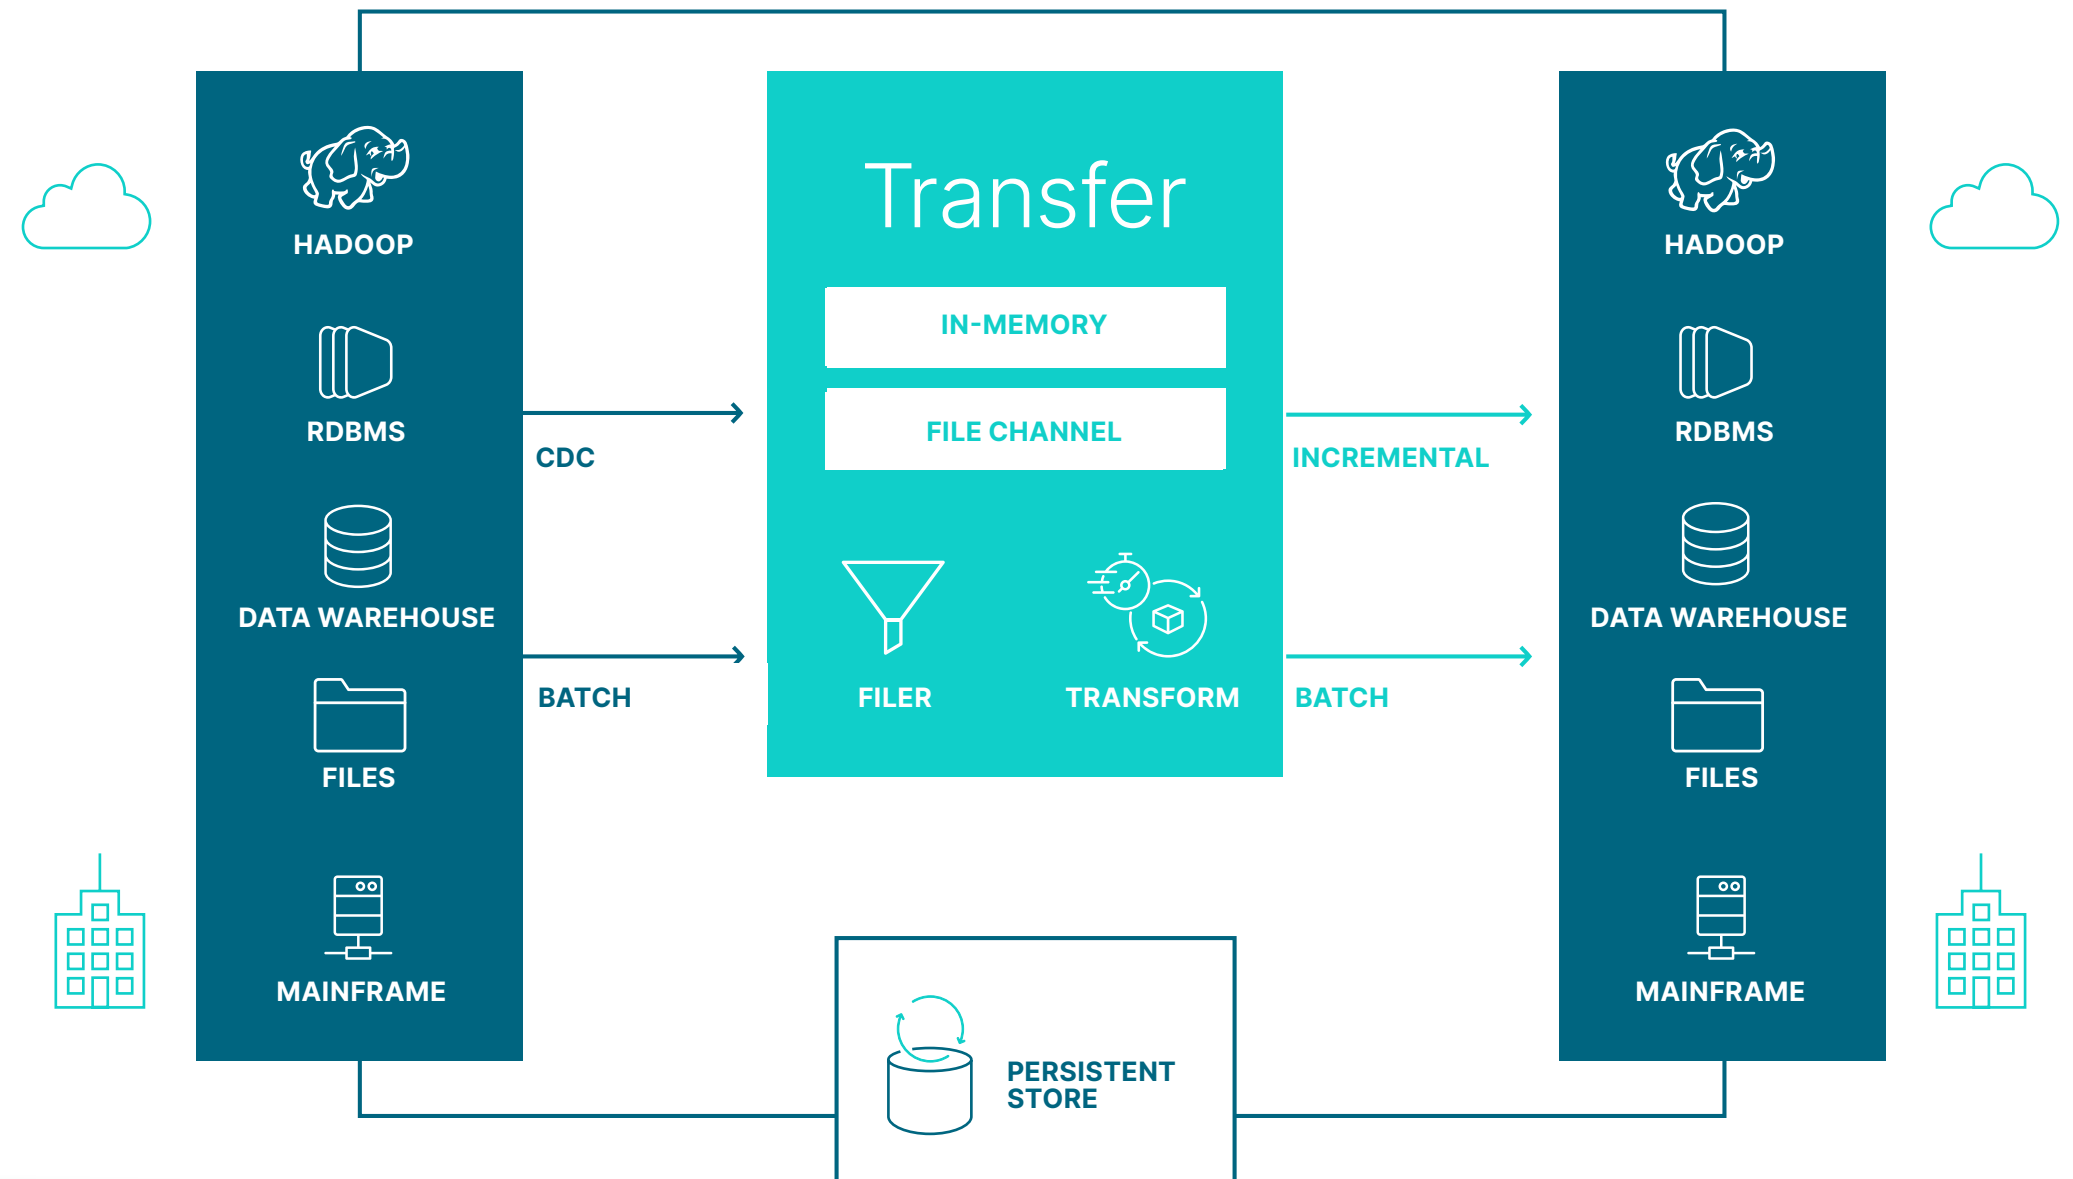 HADOOP
RDBMS
DATA WAREHOUSE
FILES
MAINFRAME
CDC
BATCH
Transfer
IN-MEMORY
FILE CHANNEL
FILER
TRANSFORM
INCREMENTAL
BATCH
HADOOP
RDBMS
DATA WAREHOUSE
FILES
MAINFRAME
PERSISTENT
STORE